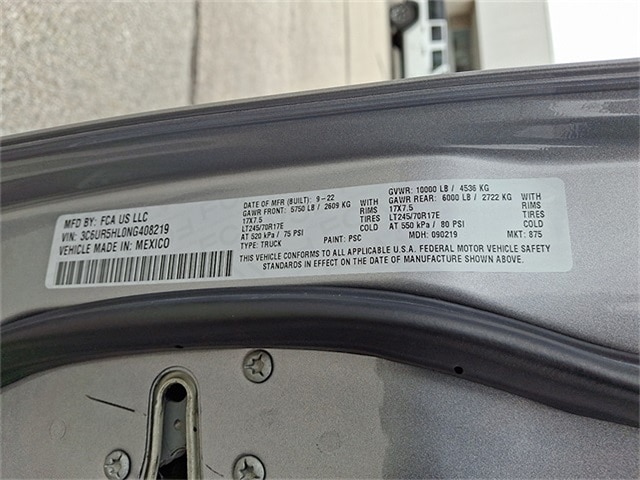 MFD BY: FCA US LLC
VIN: 3C6UR5HL0NG408219
VEHICLE MADE IN: MEXICO
DATE OF MFR (BUILT): 9-22
GAWR FRONT: 5750 LB / 2609 KG
17X7.5 RIMS
LT245/70R17E TIRES
AT 520 kPa / 75 PSI COLD
TYPE: TRUCK PAINT: PSC
GVWR: 10000 LB / 4536 KG
GAWR REAR: 6000 LB / 2722 KG
17X7.5 RIMS
LT245/70R17E TIRES
AT 550 kPa / 80 PSI COLD
MDH: 090219 MKT: 875
THIS VEHICLE CONFORMS TO ALL APPLICABLE U.S.A. FEDERAL MOTOR VEHICLE SAFETY
STANDARDS IN EFFECT ON THE DATE OF MANUFACTURE SHOWN ABOVE.